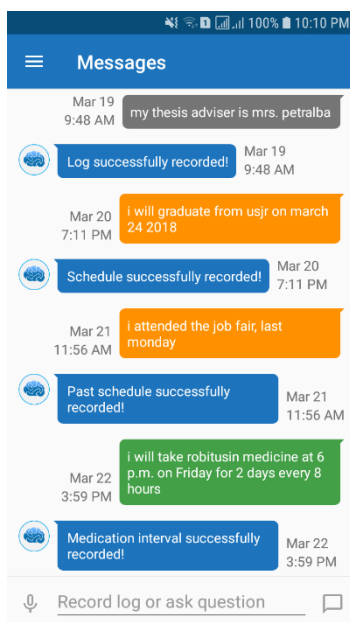 100% 10:10 PM
Messages
Mar 19
9:48 AM
my thesis adviser is mrs. petralba
Log successfully recorded!
Mar 19
9:48 AM
Mar 20
7:11 PM
i will graduate from usjr on march
24 2018
Schedule successfully recorded!
Mar 20
7:11 PM
Mar 21
11:56 AM
i attended the job fair, last
monday
Past schedule successfully
recorded!
Mar 21
11:56 AM
Mar 22
3:59 PM
i will take robitusin medicine at 6
p.m. on Friday for 2 days every 8
hours
Medication interval successfully
recorded!
Mar 22
3:59 PM
Record log or ask question